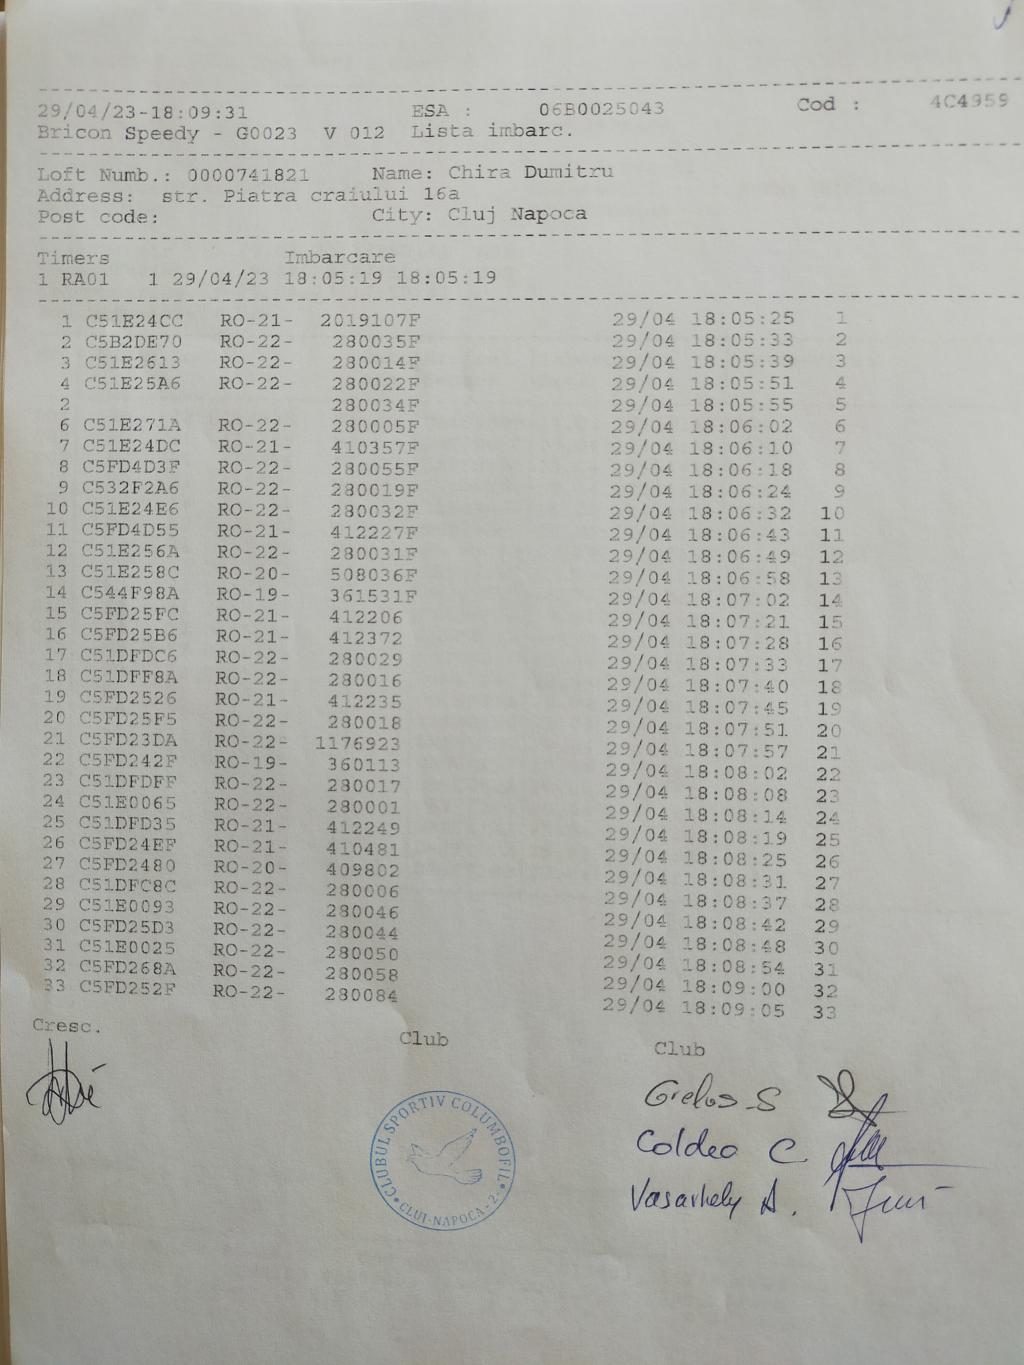 29/04/23-18:09:31 ESA : 06B0025043 Cod : 4C4959
Bricon Speedy - G0023 V 012 Lista imbarc.
Loft Numb.: 0000741821 Name: Chira Dumitru
Address: str. Piatra craiului 16a
Post code: City: Cluj Napoca
Timers Imbarcare
1 RA01 1 29/04/23 18:05:19 18:05:19
1 C51E24CC RO-21- 2019107F 29/04 18:05:25 1
2 C5B2DE70 RO-22- 280035F 29/04 18:05:33 2
3 C51E2613 RO-22- 280014F 29/04 18:05:39 3
4 C51E25A6 RO-22- 280022F 29/04 18:05:51 4
2 280034F 29/04 18:05:55 5
6 C51E271A RO-22- 280005F 29/04 18:06:02 6
7 C51E24DC RO-21- 410357F 29/04 18:06:10 7
8 C5FD4D3F RO-22- 280055F 29/04 18:06:18 8
9 C532F2A6 RO-22- 280019F 29/04 18:06:24 9
10 C51E24E6 RO-22- 280032F 29/04 18:06:32 10
11 C5FD4D55 RO-21- 412227F 29/04 18:06:43 11
12 C51E256A RO-22- 280031F 29/04 18:06:49 12
13 C51E258C RO-20- 508036F 29/04 18:06:58 13
14 C544F98A RO-19- 361531F 29/04 18:07:02 14
15 C5FD25FC RO-21- 412206 29/04 18:07:21 15
16 C5FD25B6 RO-21- 412372 29/04 18:07:28 16
17 C51DFDC6 RO-22- 280029 29/04 18:07:33 17
18 C51DFF8A RO-22- 280016 29/04 18:07:40 18
19 C5FD2526 RO-21- 412235 29/04 18:07:45 19
20 C5FD25F5 RO-22- 280018 29/04 18:07:51 20
21 C5FD23DA RO-22- 1176923 29/04 18:07:57 21
22 C5FD242F RO-19- 360113 29/04 18:08:02 22
23 C51DFDFF RO-22- 280017 29/04 18:08:08 23
24 C51E0065 RO-22- 280001 29/04 18:08:14 24
25 C51DFD35 RO-21- 412249 29/04 18:08:19 25
26 C5FD24EF RO-21- 410481 29/04 18:08:25 26
27 C5FD2480 RO-20- 409802 29/04 18:08:31 27
28 C51DFC8C RO-22- 280006 29/04 18:08:37 28
29 C51E0093 RO-22- 280046 29/04 18:08:42 29
30 C5FD25D3 RO-22- 280044 29/04 18:08:48 30
31 C51E0025 RO-22- 280050 29/04 18:08:54 31
32 C5FD268A RO-22- 280058 29/04 18:09:00 32
33 C5FD252F RO-22- 280084 29/04 18:09:05 33
Cresc. Club Club
CLUBUL SPORTIV COLUMBOFIL
CLUJ-NAPOCA-2-
Grelus S
Coldea C
Vasarhely A.